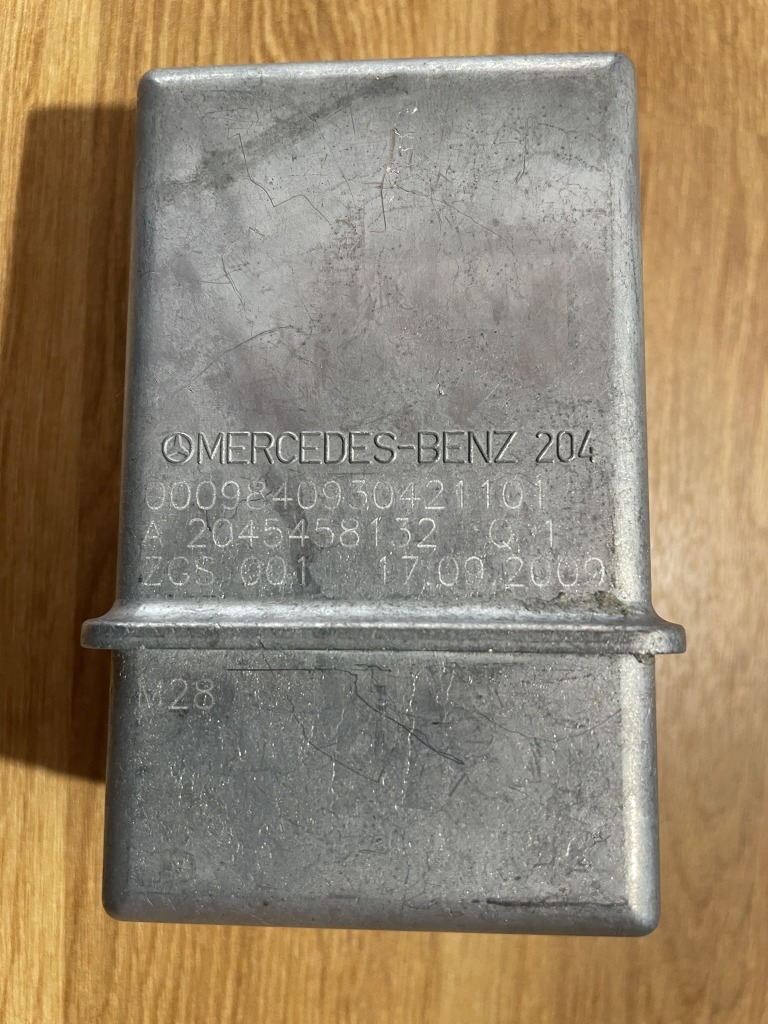 MERCEDES-BENZ 204
0009840930421101
A 2045458132 Q 1
ZGS 001 17.09.2009
M28